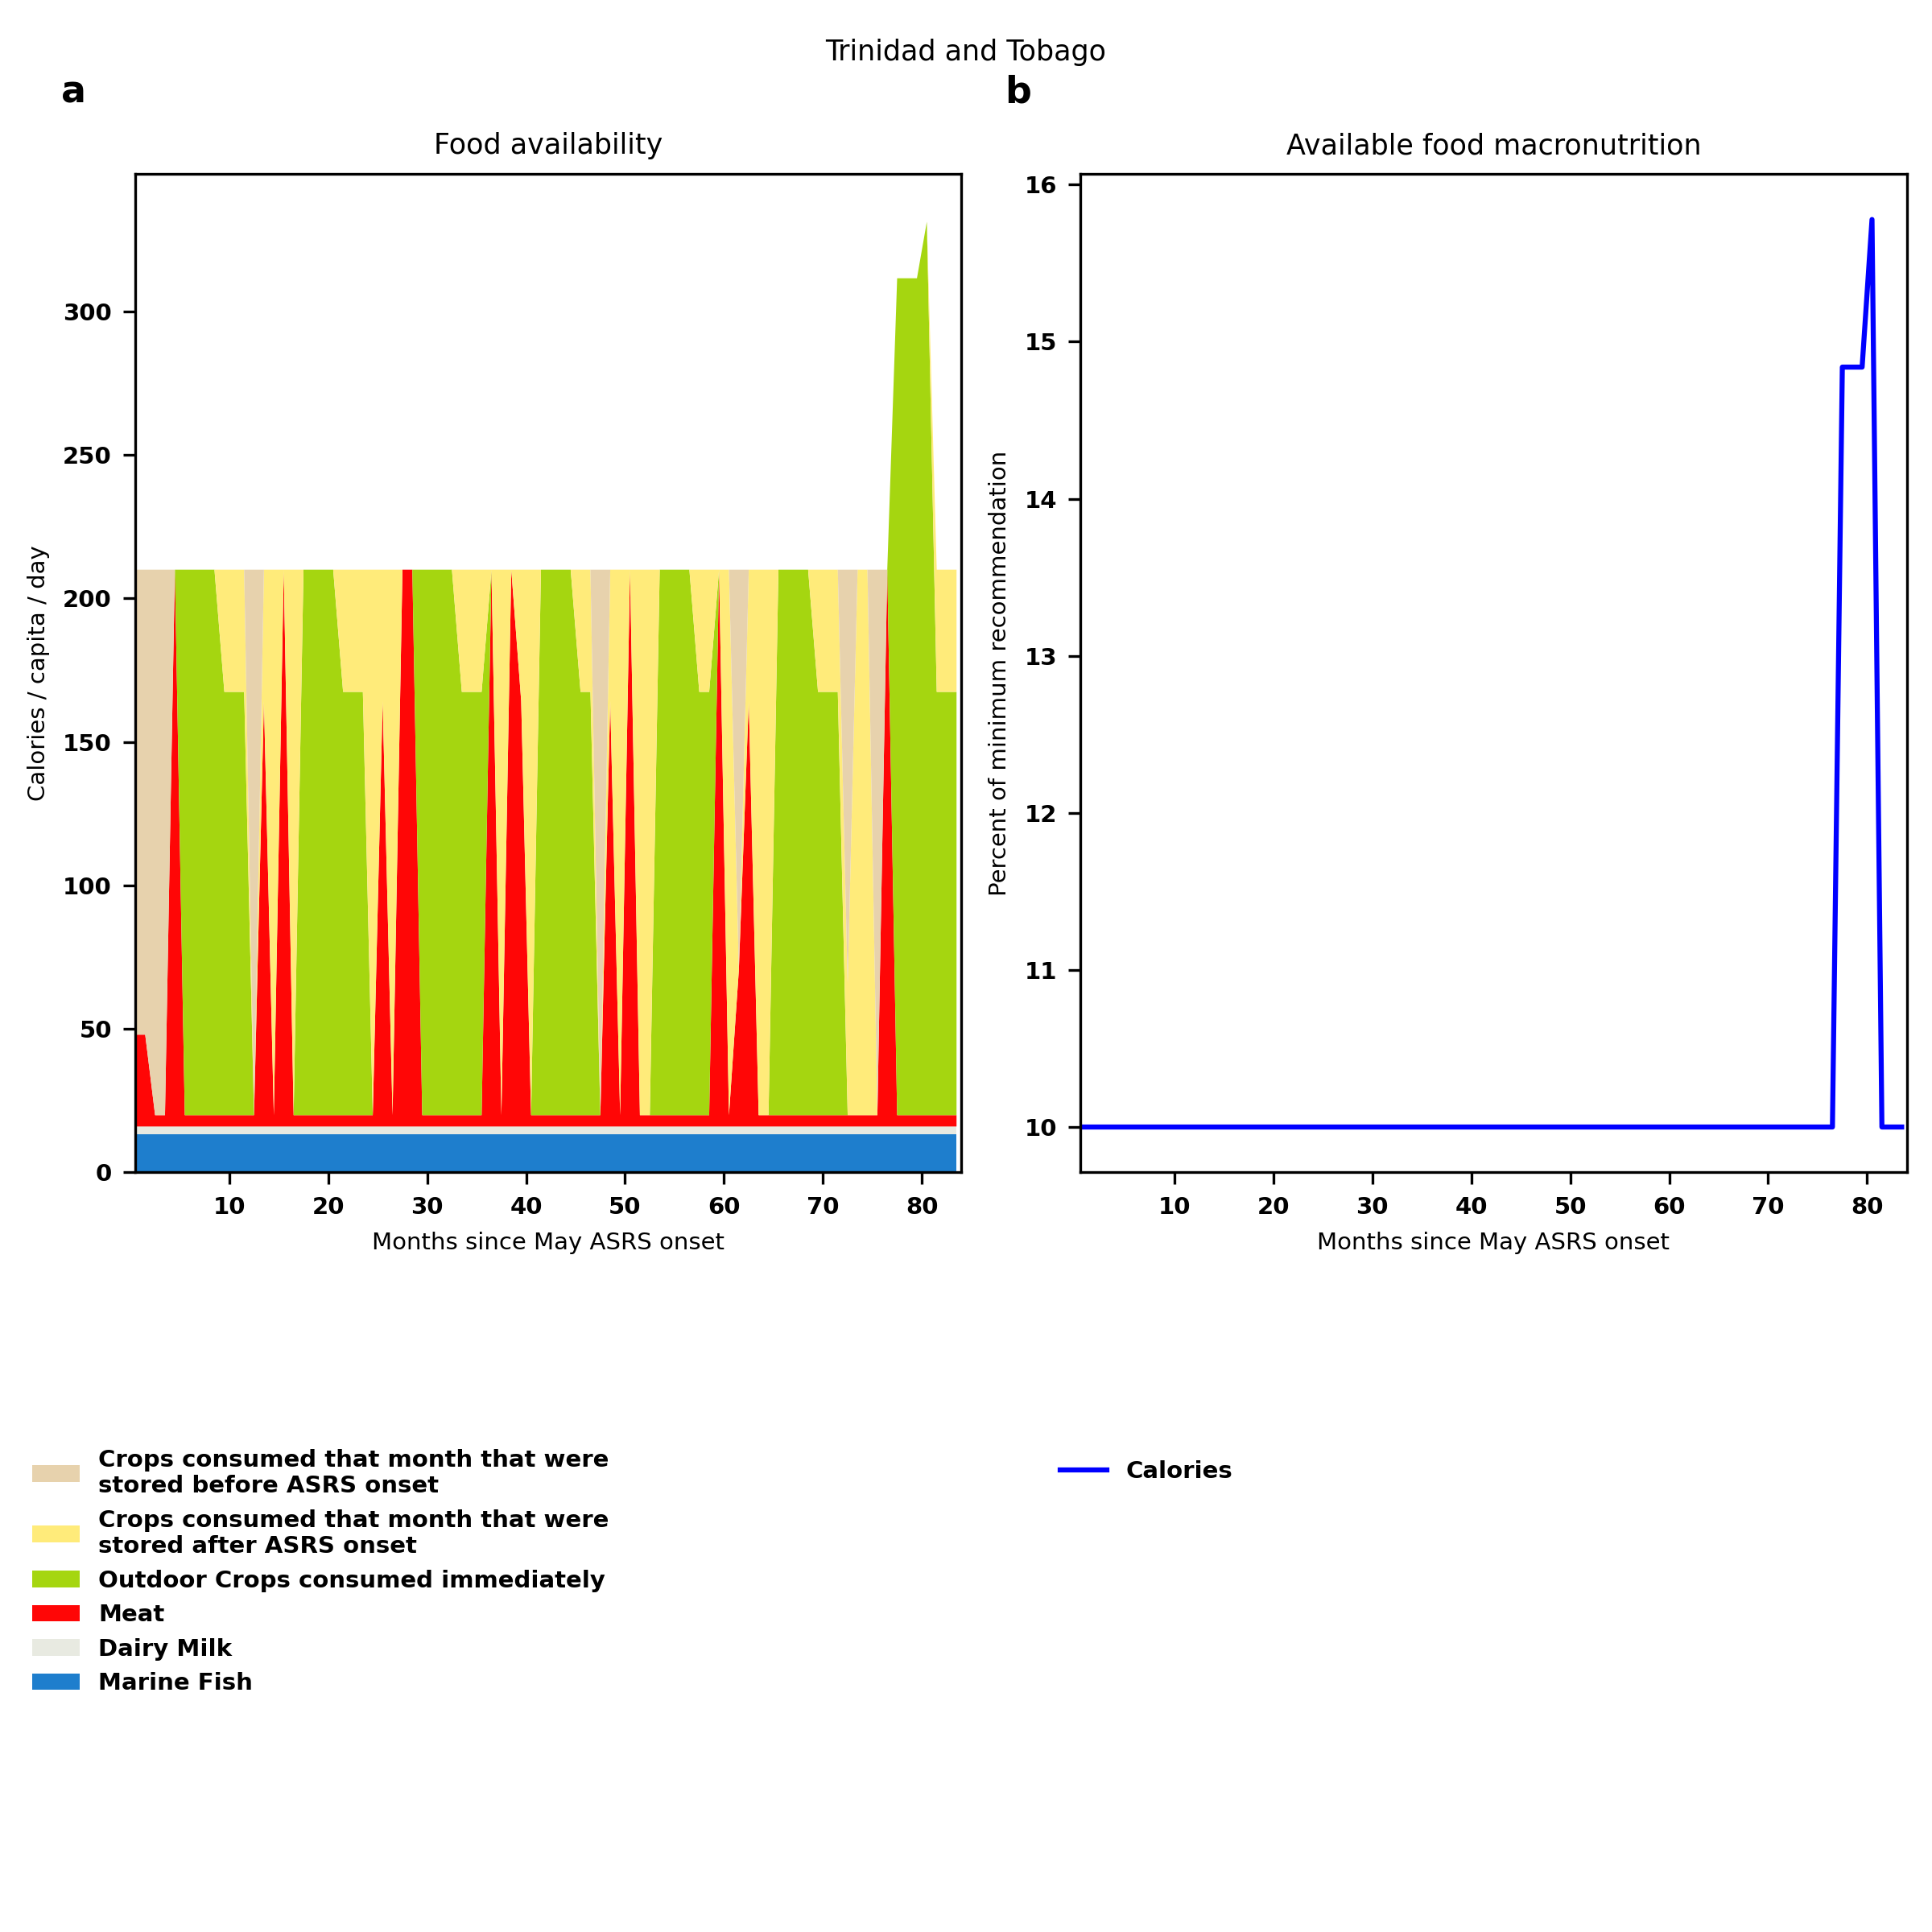 Trinidad and Tobago
a
Food availability
Calories / capita / day
300
250
200
150
100
50
0
10 20 30 40 50 60 70 80
Months since May ASRS onset
b
Available food macronutrition
Percent of minimum recommendation
16
15
14
13
12
11
10
10 20 30 40 50 60 70 80
Months since May ASRS onset
Crops consumed that month that were
stored before ASRS onset
Crops consumed that month that were
stored after ASRS onset
Outdoor Crops consumed immediately
Meat
Dairy Milk
Marine Fish
Calories